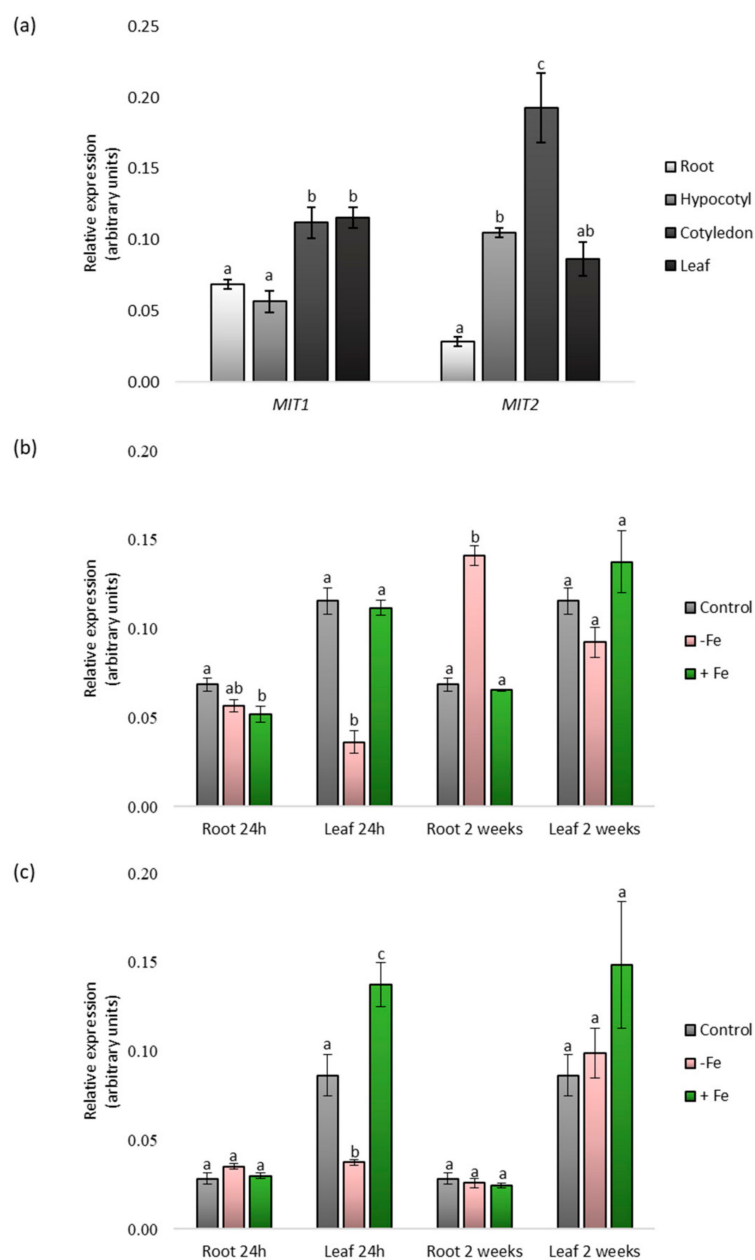 (a)
0.25
0.20
0.15
0.10
0.05
0.00
Relative expression
(arbitrary units)
a
a
b
b
a
b
c
ab
MIT1
MIT2
Root
Hypocotyl
Cotyledon
Leaf
(b)
0.20
0.15
0.10
0.05
0.00
Relative expression
(arbitrary units)
a
ab
b
a
b
a
a
b
a
a
a
a
Root 24h
Leaf 24h
Root 2 weeks
Leaf 2 weeks
Control
-Fe
+ Fe
(c)
0.20
0.15
0.10
0.05
0.00
Relative expression
(arbitrary units)
a
a
a
a
b
c
a
a
a
a
a
a
Root 24h
Leaf 24h
Root 2 weeks
Leaf 2 weeks
Control
-Fe
+ Fe